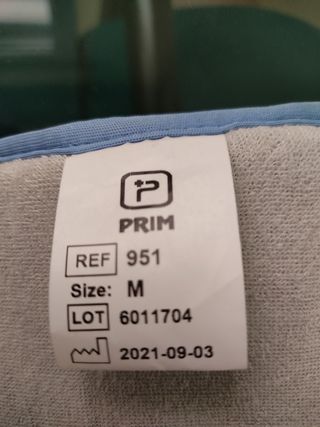 PRIM
REF 951
Size: M
LOT 6011704
2021-09-03